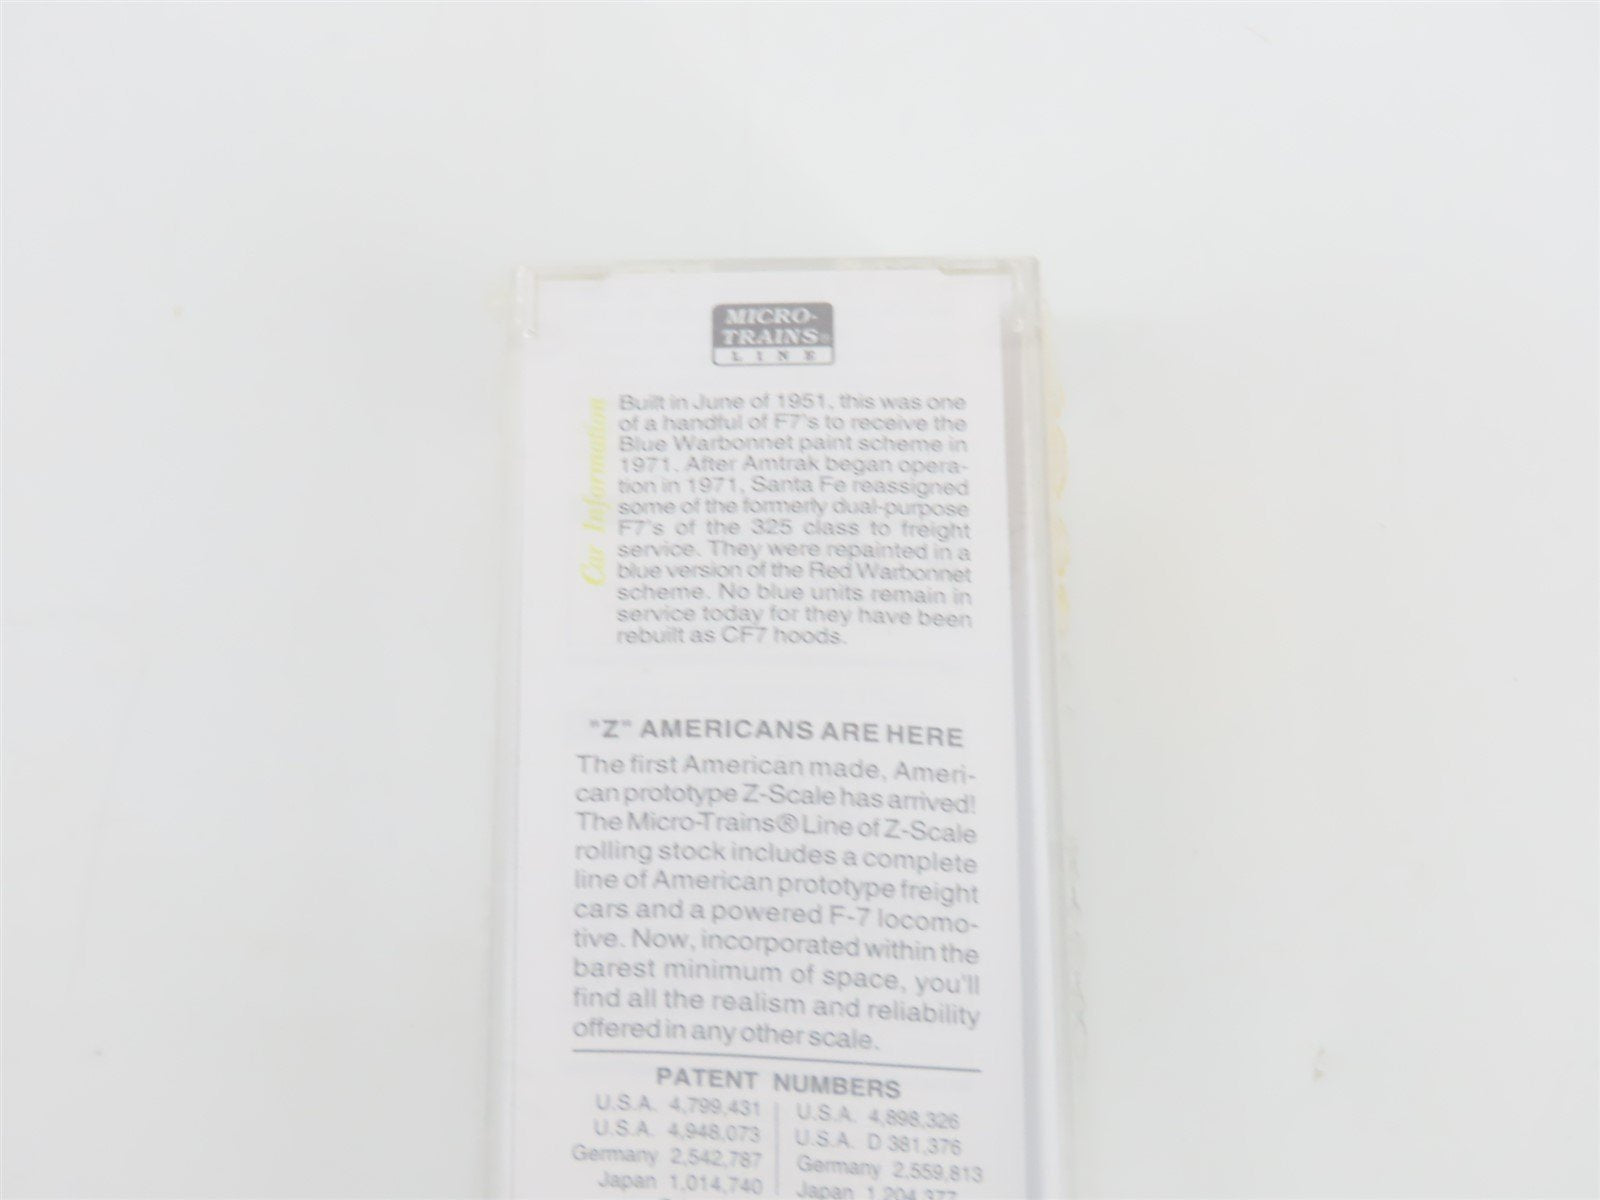 MICRO-
TRAINS®
LINE
Car Information
Built in June of 1951, this was one
of a handful of F7's to receive the
Blue Warbonnet paint scheme in
1971. After Amtrak began opera-
tion in 1971, Santa Fe reassigned
some of the formerly dual-purpose
F7's of the 325 class to freight
service. They were repainted in a
blue version of the Red Warbonnet
scheme. No blue units remain in
service today for they have been
rebuilt as CF7 hoods.
"Z" AMERICANS ARE HERE
The first American made, Ameri-
can prototype Z-Scale has arrived!
The Micro-Trains® Line of Z-Scale
rolling stock includes a complete
line of American prototype freight
cars and a powered F-7 locomo-
tive. Now, incorporated within the
barest minimum of space, you'll
find all the realism and reliability
offered in any other scale.
PATENT NUMBERS
U.S.A. 4,799,431
U.S.A. 4,948,073
Germany 2,542,787
Japan 1,014,740
U.S.A. 4,898,326
U.S.A. D 381,376
Germany 2,559,813
Japan 1,204,377